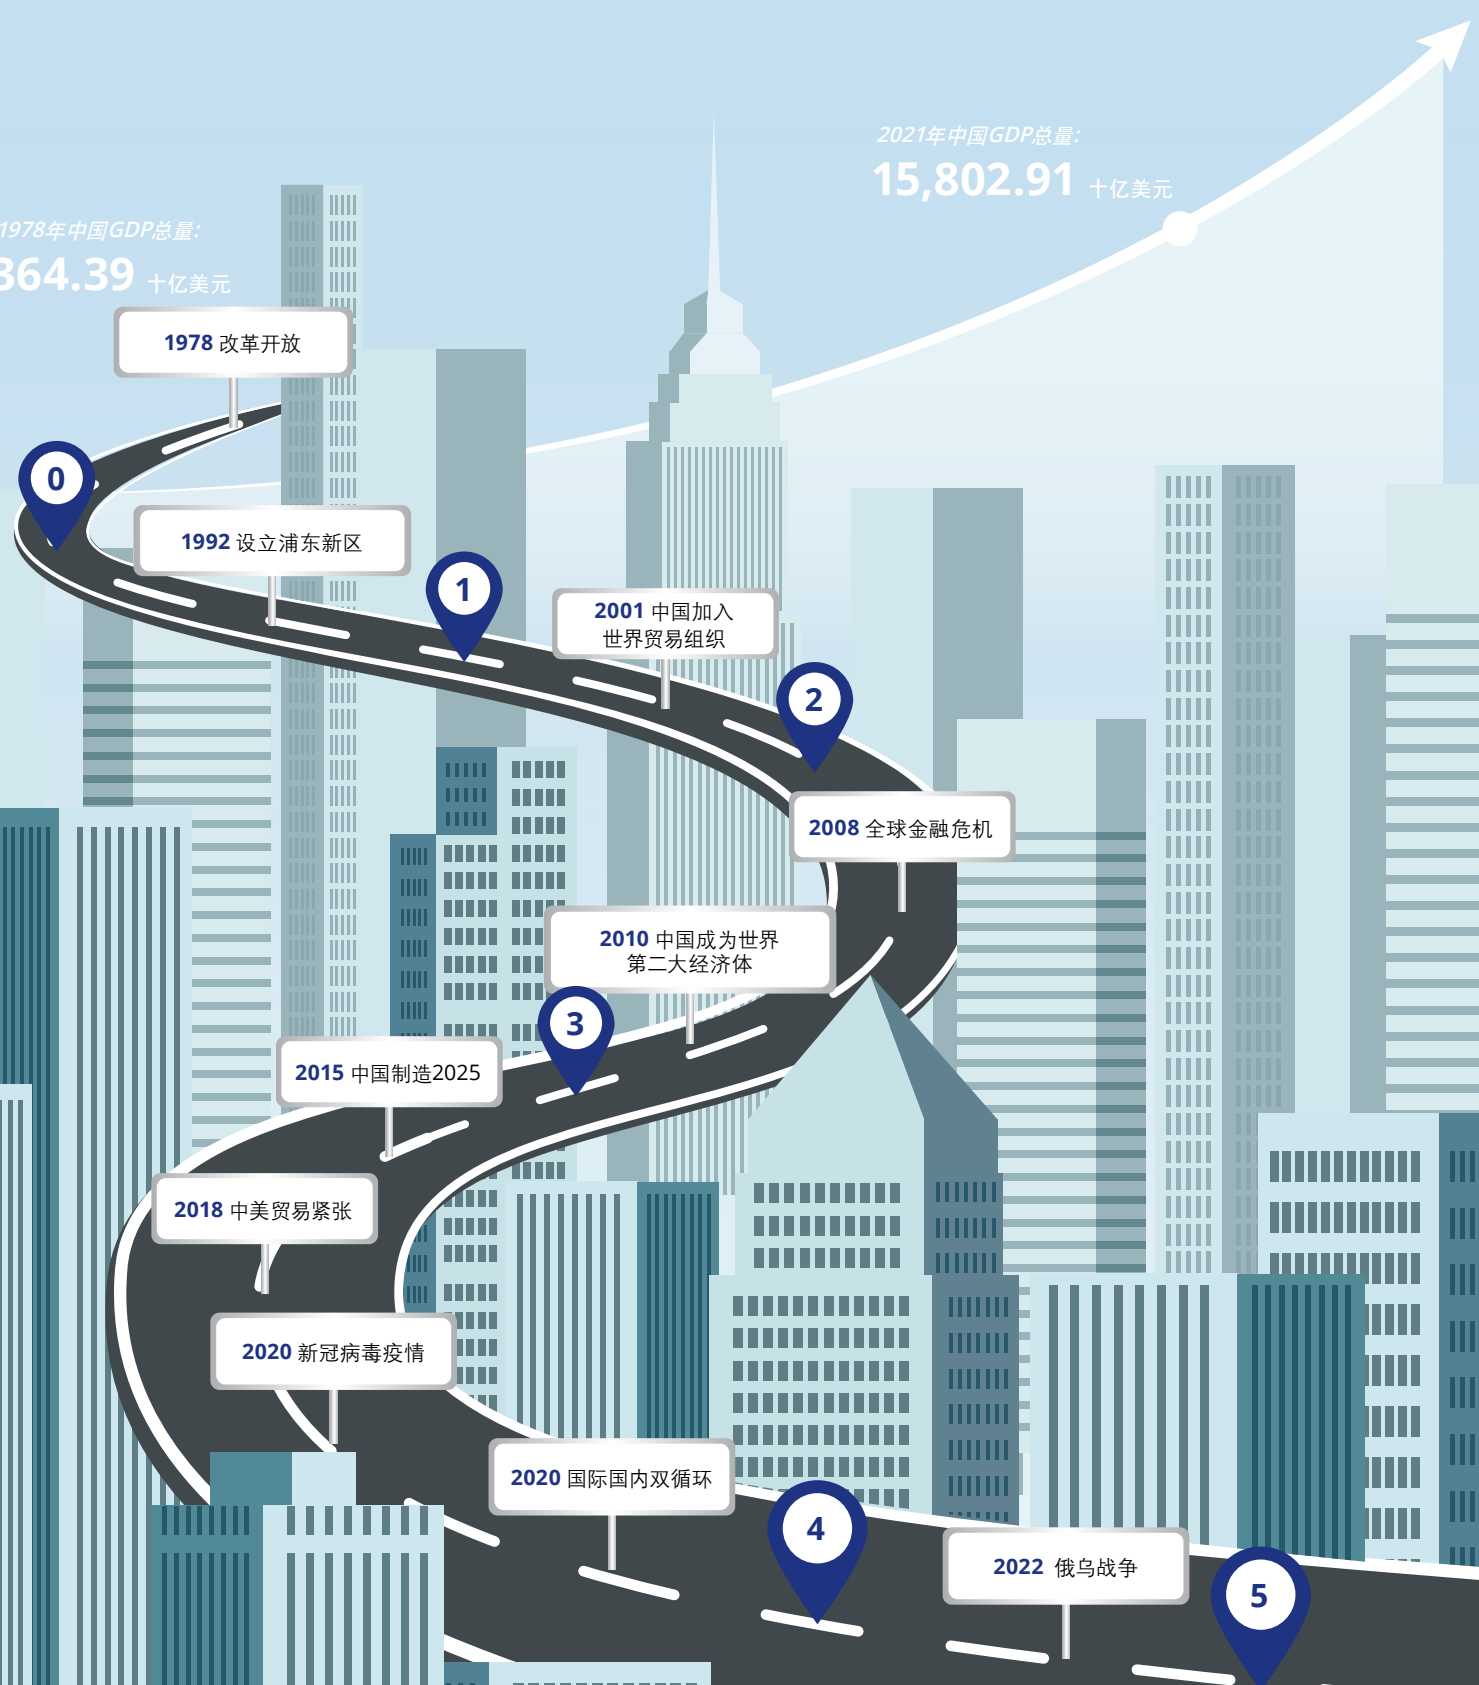 2021年中国GDP总量:
15,802.91 十亿美元
1978年中国GDP总量:
364.39 十亿美元
1978 改革开放
0
1992 设立浦东新区
1
2001 中国加入
世界贸易组织
2
2008 全球金融危机
2010 中国成为世界
第二大经济体
3
2015 中国制造2025
2018 中美贸易紧张
2020 新冠病毒疫情
2020 国际国内双循环
4
2022 俄乌战争
5